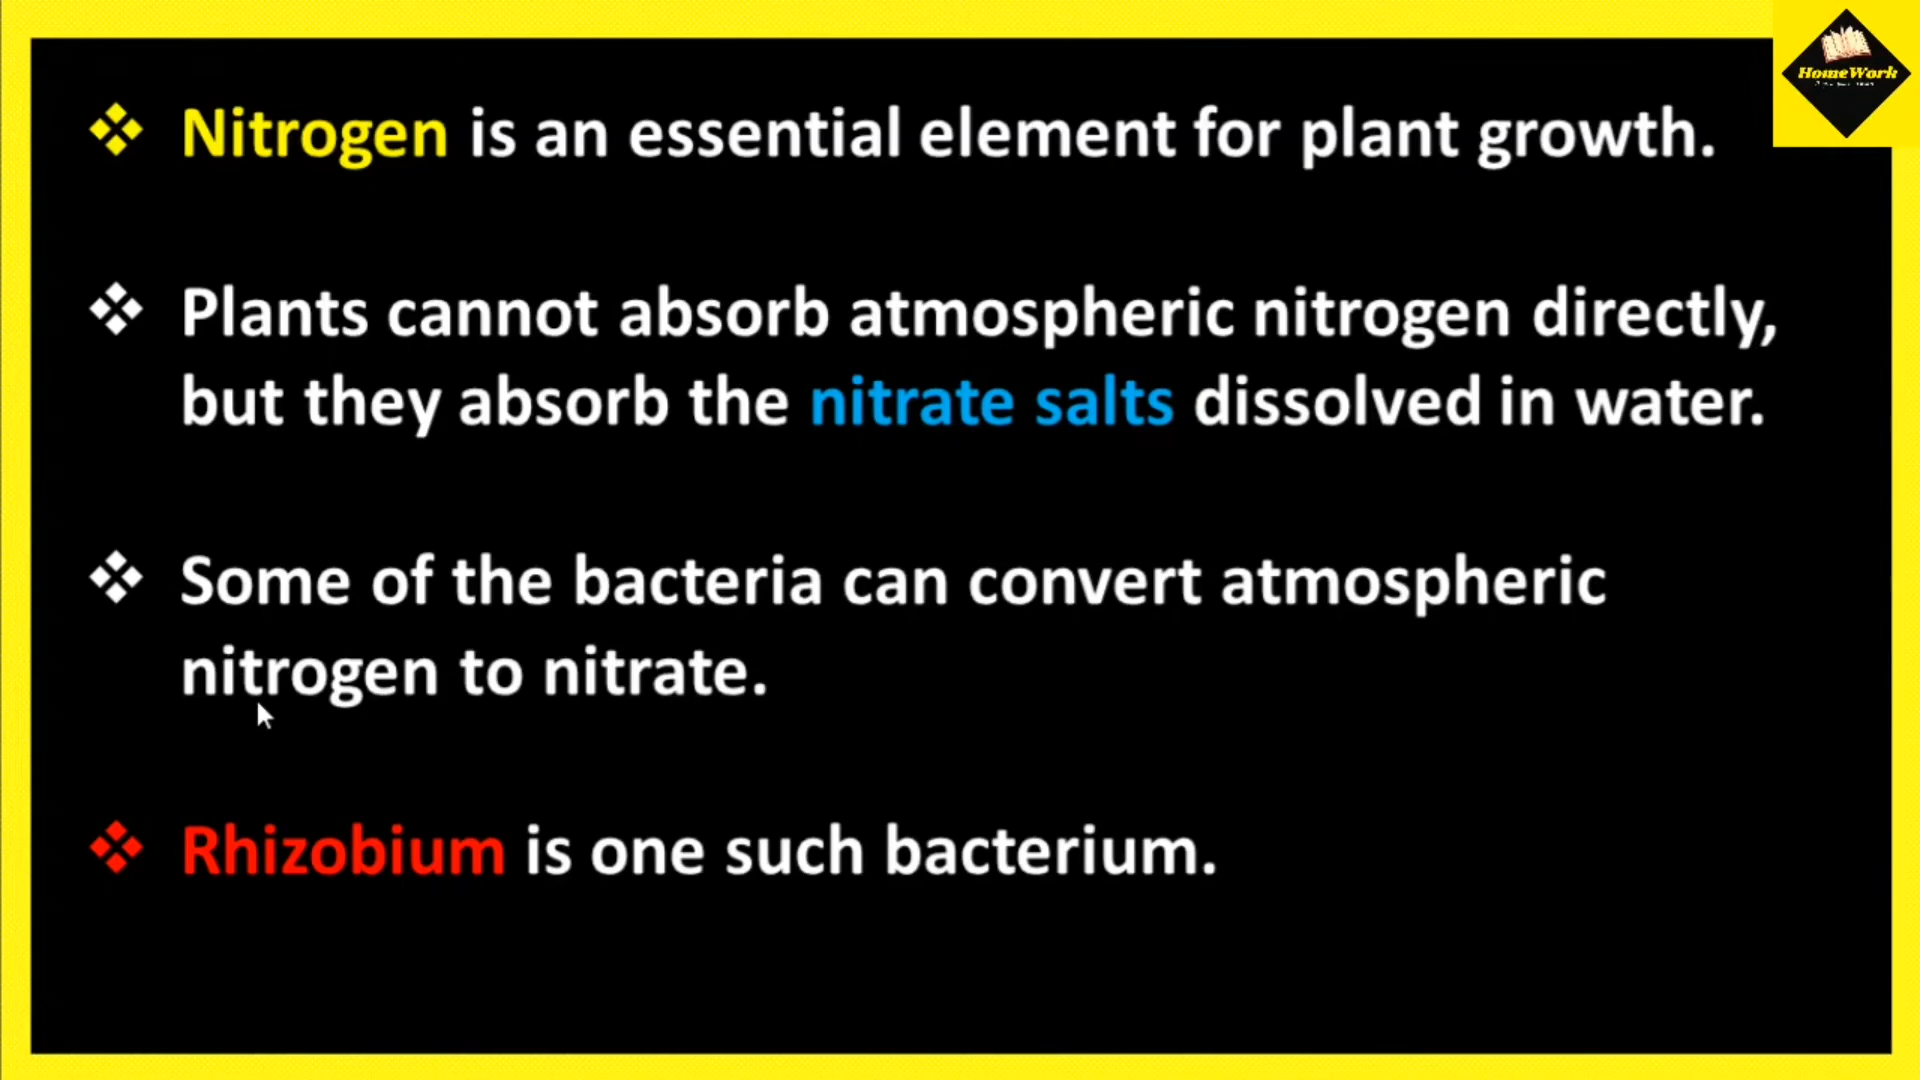 HomeWork
Nitrogen is an essential element for plant growth.
Plants cannot absorb atmospheric nitrogen directly,
but they absorb the nitrate salts dissolved in water.
Some of the bacteria can convert atmospheric
nitrogen to nitrate.
Rhizobium is one such bacterium.